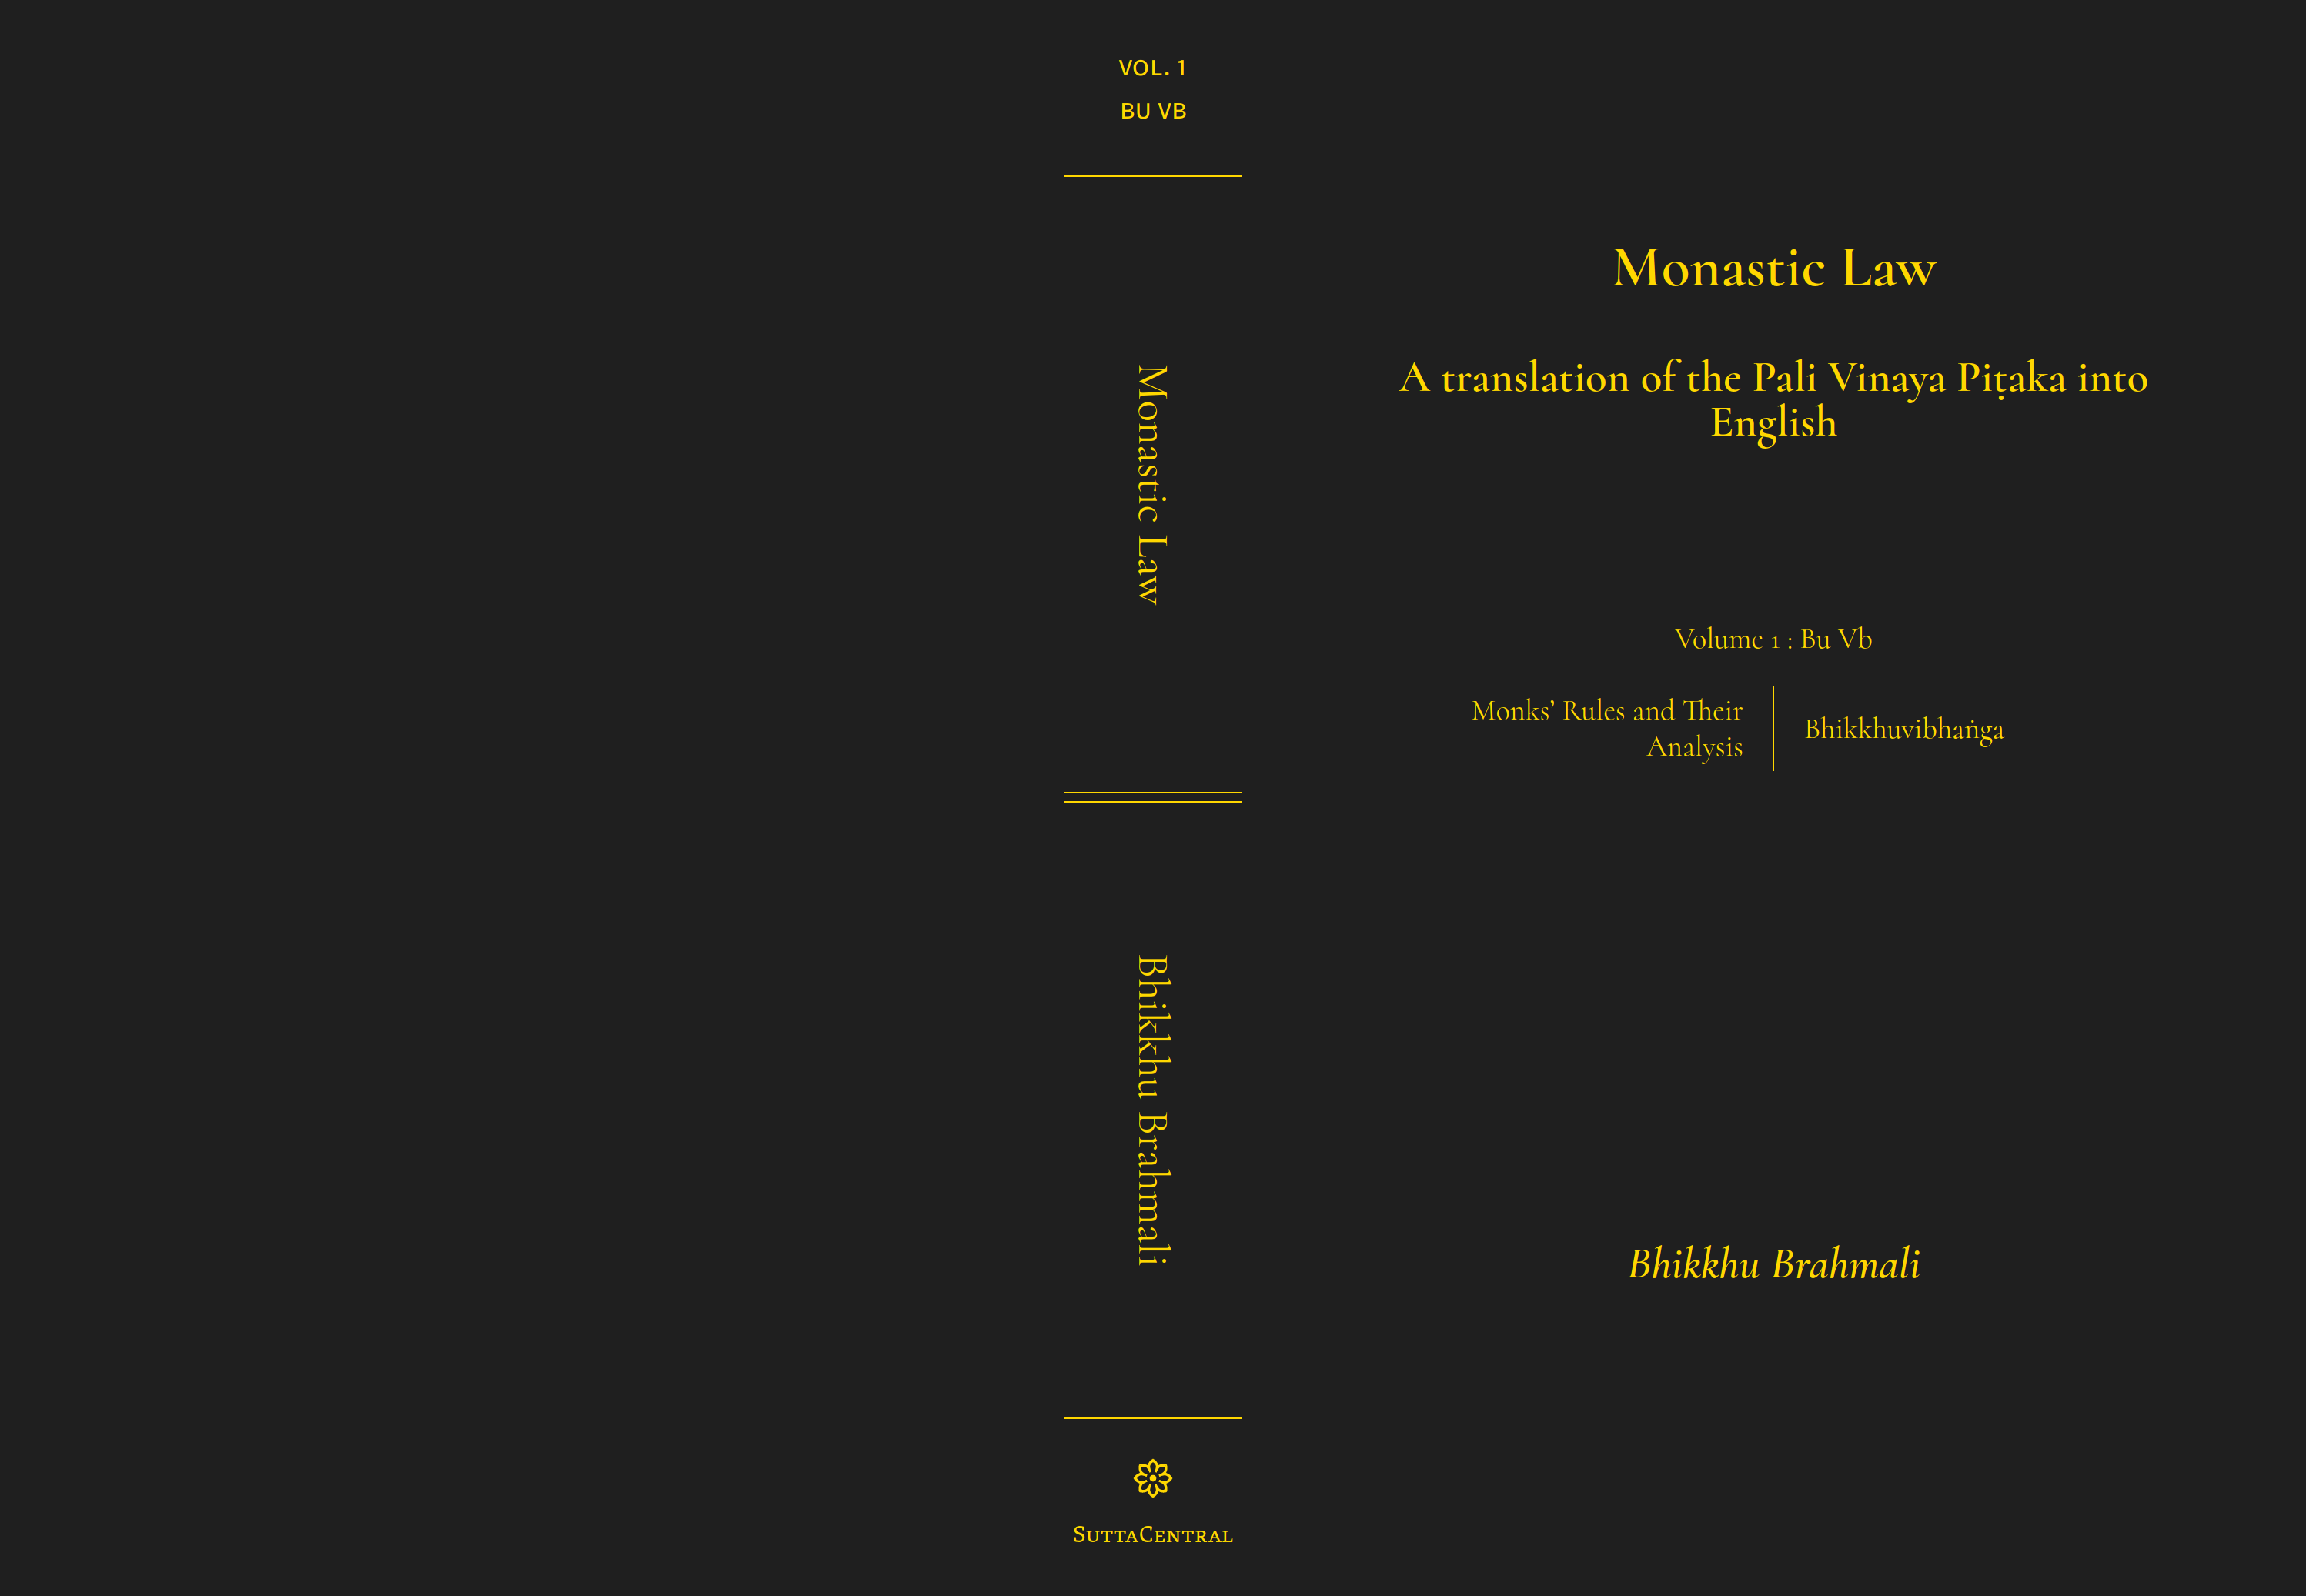 VOL. 1
BU VB
Monastic Law
Bhikkhu Brahmali
SuttaCentral
Monastic Law
A translation of the Pali Vinaya Piṭaka into
English
Volume 1 : Bu Vb
Monks’ Rules and Their
Analysis
Bhikkhuvibhaṅga
Bhikkhu Brahmali